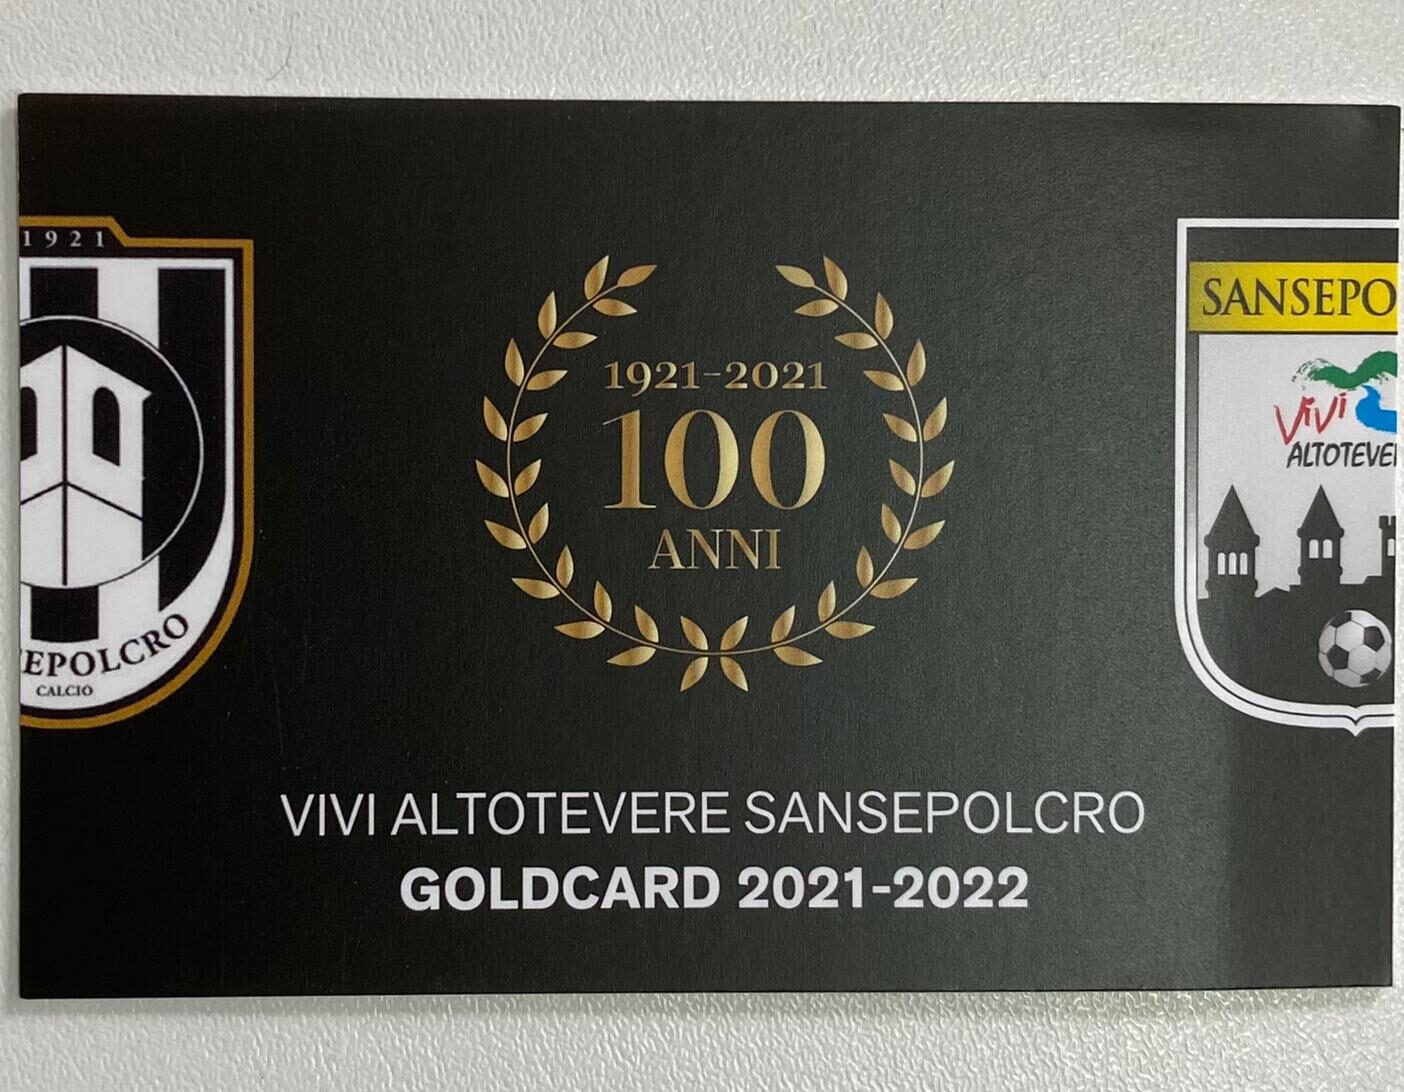 1921
EPOLCRO
CALCIO
1921-2021
100
ANNI
SANSEPO
ViVi
ALTOTEVE
VIVI ALTOTEVERE SANSEPOLCRO
GOLDCARD 2021-2022